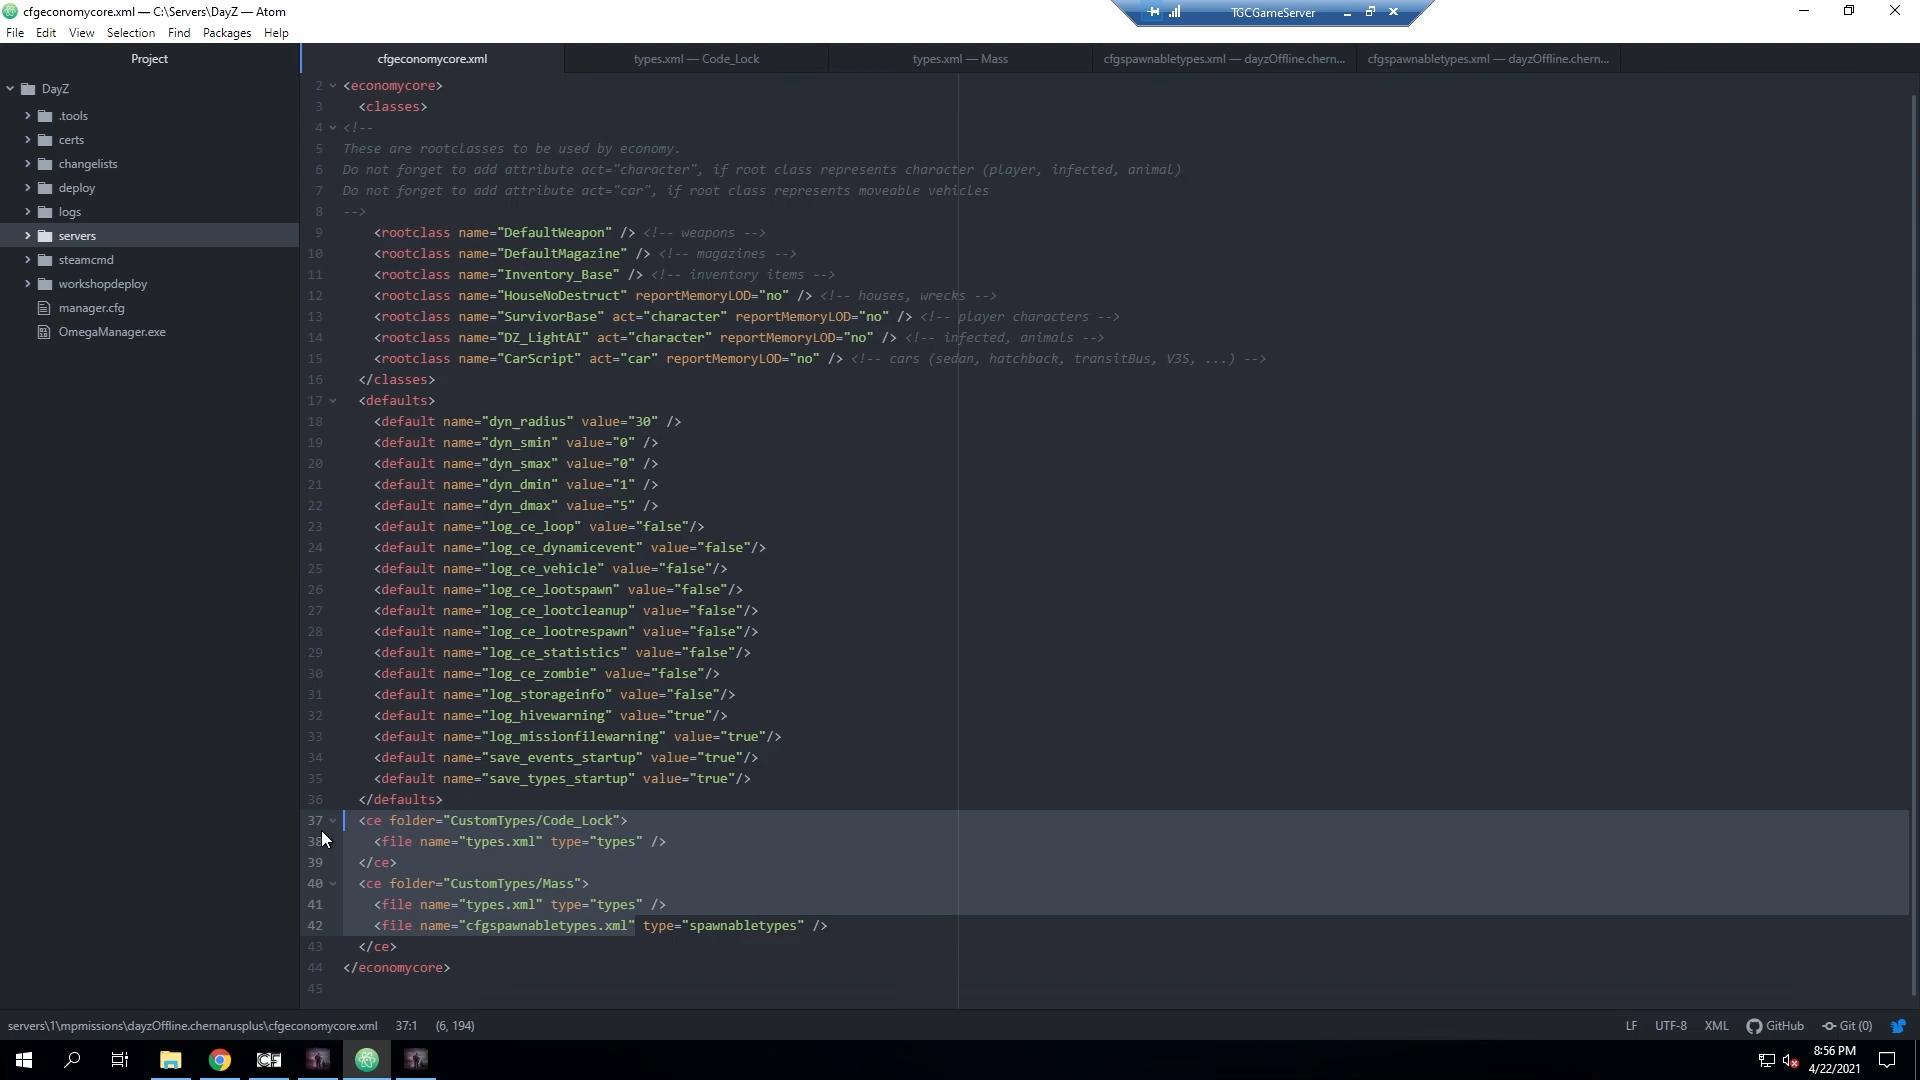 cfgeconomycore.xml — C:\Servers\DayZ — Atom
TGCGameServer
File Edit View Selection Find Packages Help
Project
cfgeconomycore.xml
types.xml — Code_Lock
types.xml — Mass
cfgspawnabletypes.xml — dayzOffline.chern...
cfgspawnabletypes.xml — dayzOffline.chern...
DayZ
.tools
certs
changelists
deploy
logs
servers
steamcmd
workshopdeploy
manager.cfg
OmegaManager.exe
2 <economycore>
3 <classes>
4 <!--
5 These are rootclasses to be used by economy.
6 Do not forget to add attribute act="character", if root class represents character (player, infected, animal)
7 Do not forget to add attribute act="car", if root class represents moveable vehicles
8 -->
9 <rootclass name="DefaultWeapon" /> <!-- weapons -->
10 <rootclass name="DefaultMagazine" /> <!-- magazines -->
11 <rootclass name="Inventory_Base" /> <!-- inventory items -->
12 <rootclass name="HouseNoDestruct" reportMemoryLOD="no" /> <!-- houses, wrecks -->
13 <rootclass name="SurvivorBase" act="character" reportMemoryLOD="no" /> <!-- player characters -->
14 <rootclass name="DZ_LightAI" act="character" reportMemoryLOD="no" /> <!-- infected, animals -->
15 <rootclass name="CarScript" act="car" reportMemoryLOD="no" /> <!-- cars (sedan, hatchback, transitBus, V3S, ...) -->
16 </classes>
17 <defaults>
18 <default name="dyn_radius" value="30" />
19 <default name="dyn_smin" value="0" />
20 <default name="dyn_smax" value="0" />
21 <default name="dyn_dmin" value="1" />
22 <default name="dyn_dmax" value="5" />
23 <default name="log_ce_loop" value="false"/>
24 <default name="log_ce_dynamicevent" value="false"/>
25 <default name="log_ce_vehicle" value="false"/>
26 <default name="log_ce_lootspawn" value="false"/>
27 <default name="log_ce_lootcleanup" value="false"/>
28 <default name="log_ce_lootrespawn" value="false"/>
29 <default name="log_ce_statistics" value="false"/>
30 <default name="log_ce_zombie" value="false"/>
31 <default name="log_storageinfo" value="false"/>
32 <default name="log_hivewarning" value="true"/>
33 <default name="log_missionfilewarning" value="true"/>
34 <default name="save_events_startup" value="true"/>
35 <default name="save_types_startup" value="true"/>
36 </defaults>
37 <ce folder="CustomTypes/Code_Lock">
38 <file name="types.xml" type="types" />
39 </ce>
40 <ce folder="CustomTypes/Mass">
41 <file name="types.xml" type="types" />
42 <file name="cfgspawnabletypes.xml" type="spawnabletypes" />
43 </ce>
44 </economycore>
45
servers\1\mpmissions\dayzOffline.chernarusplus\cfgeconomycore.xml 37:1 (6, 194)
LF UTF-8 XML GitHub Git (0)
CF
8:56 PM
4/22/2021